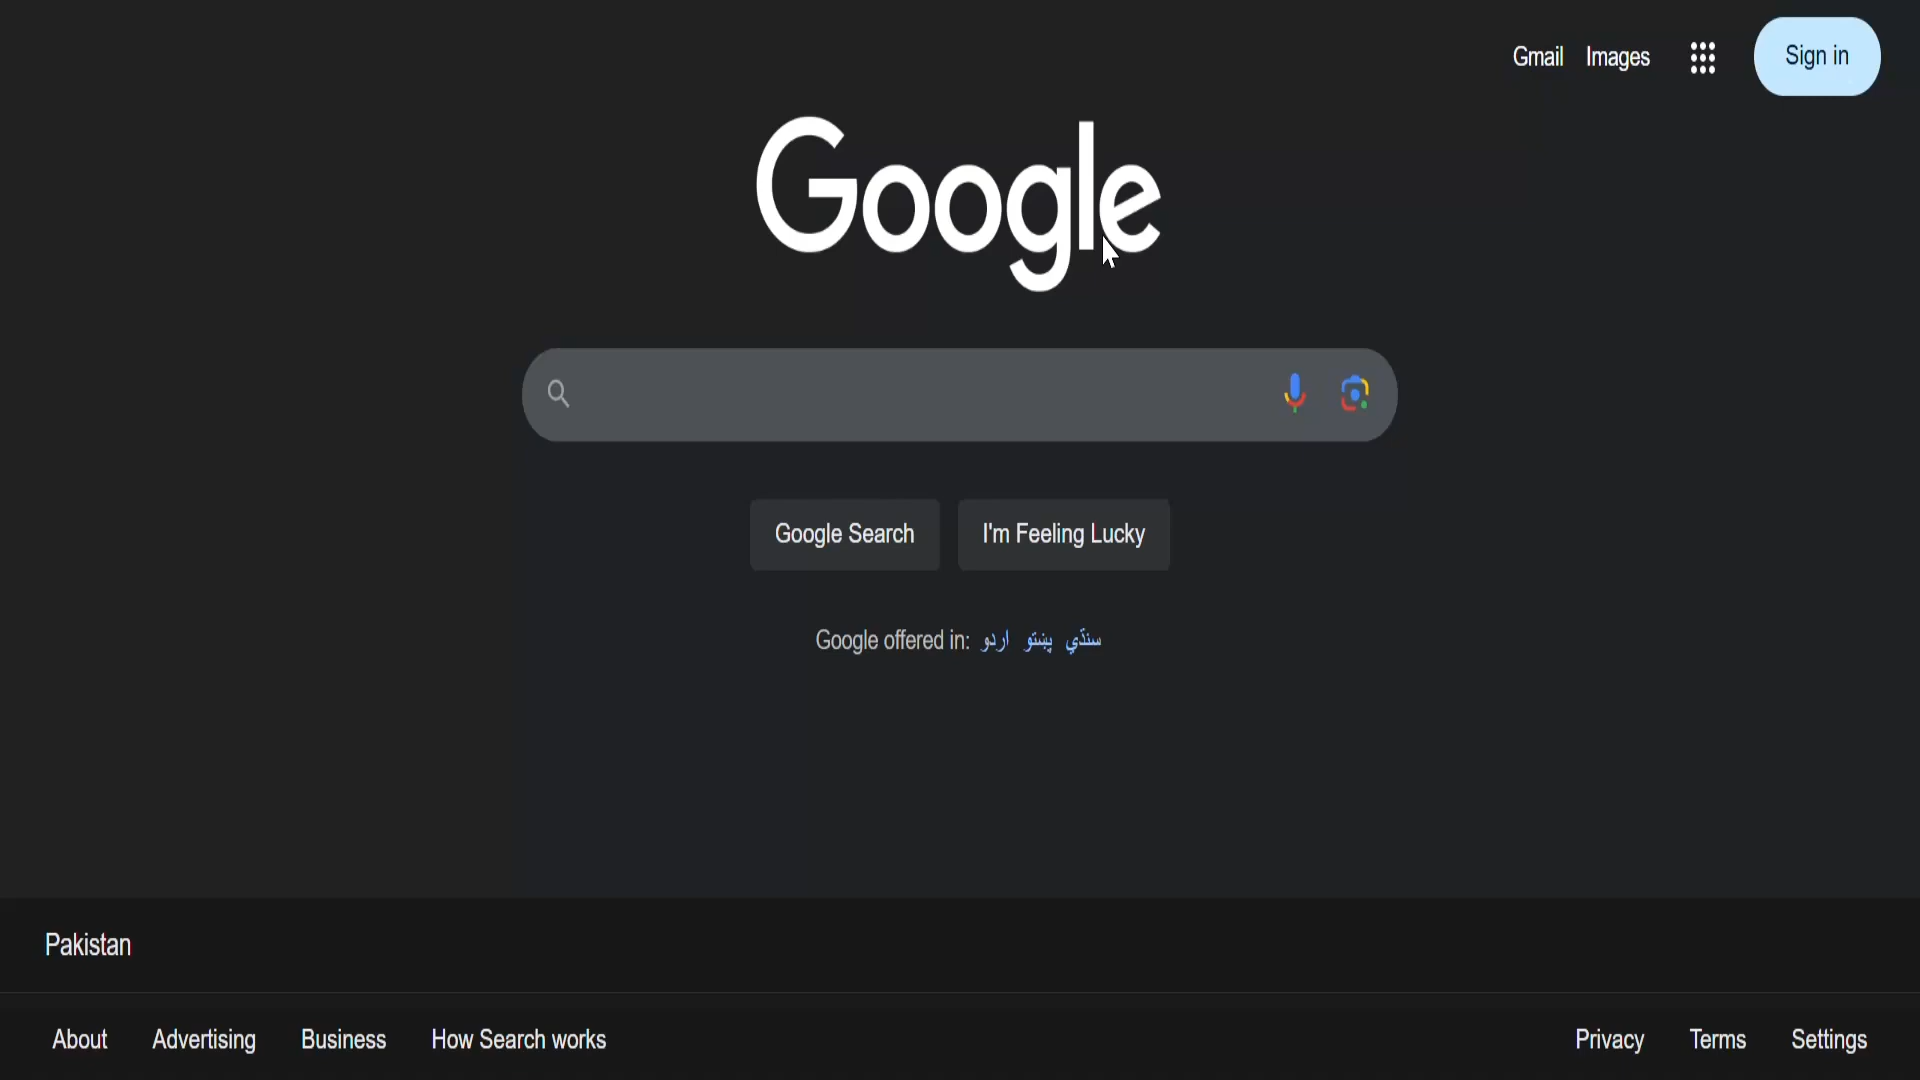 Gmail Images Sign in
Google
Google Search I'm Feeling Lucky
Google offered in: اردو پښتو سنڌي
Pakistan
About Advertising Business How Search works Privacy Terms Settings